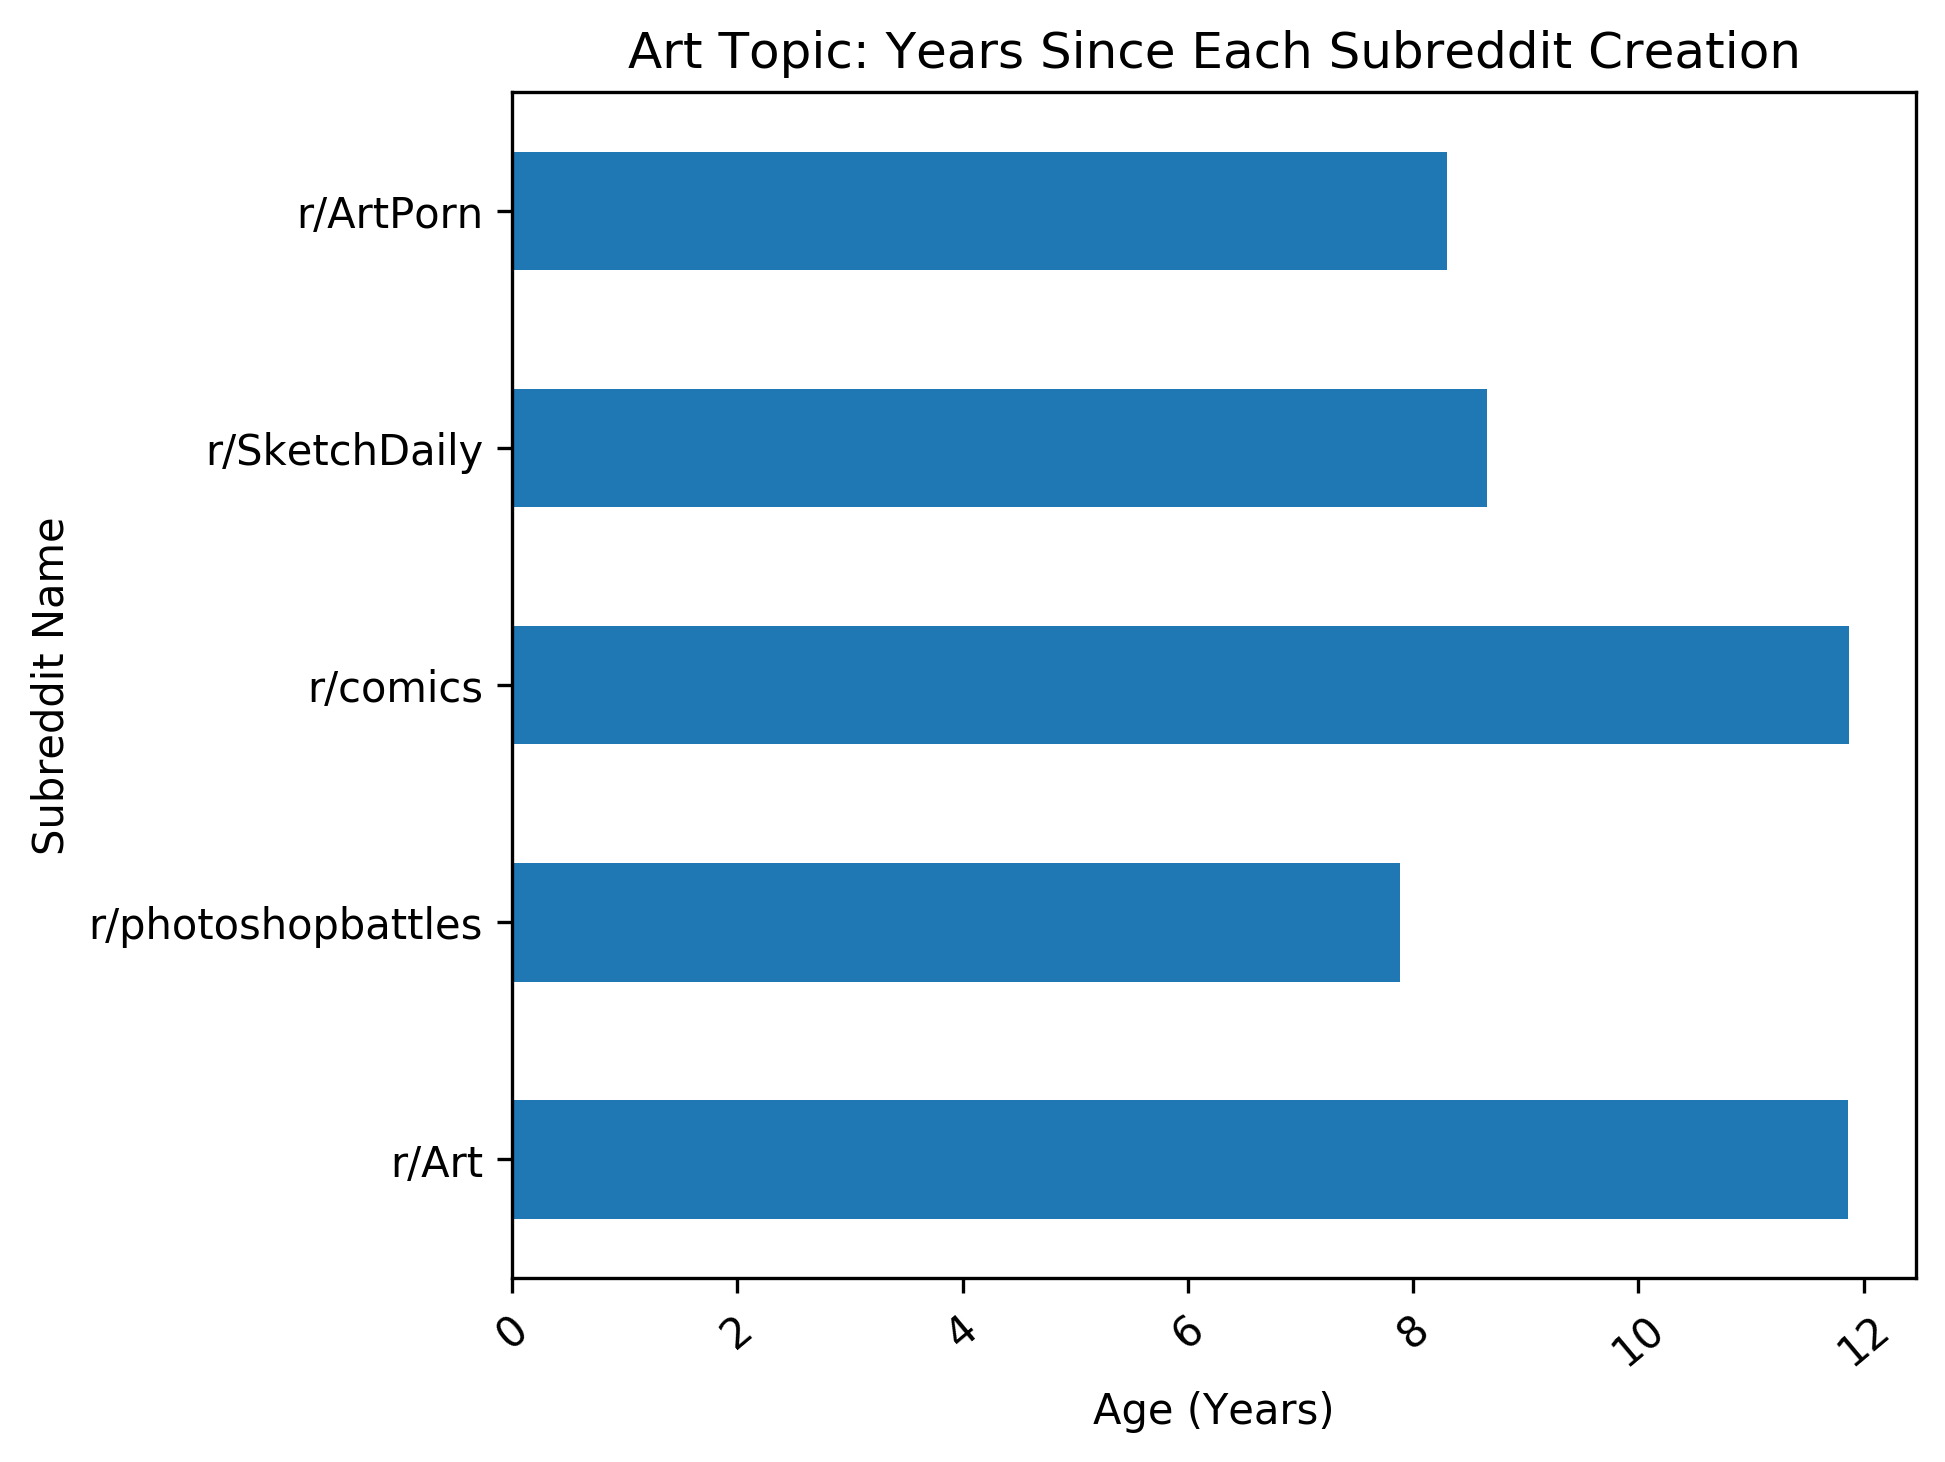 Art Topic: Years Since Each Subreddit Creation
Subreddit Name
r/ArtPorn
r/SketchDaily
r/comics
r/photoshopbattles
r/Art
0 2 4 6 8 10 12
Age (Years)